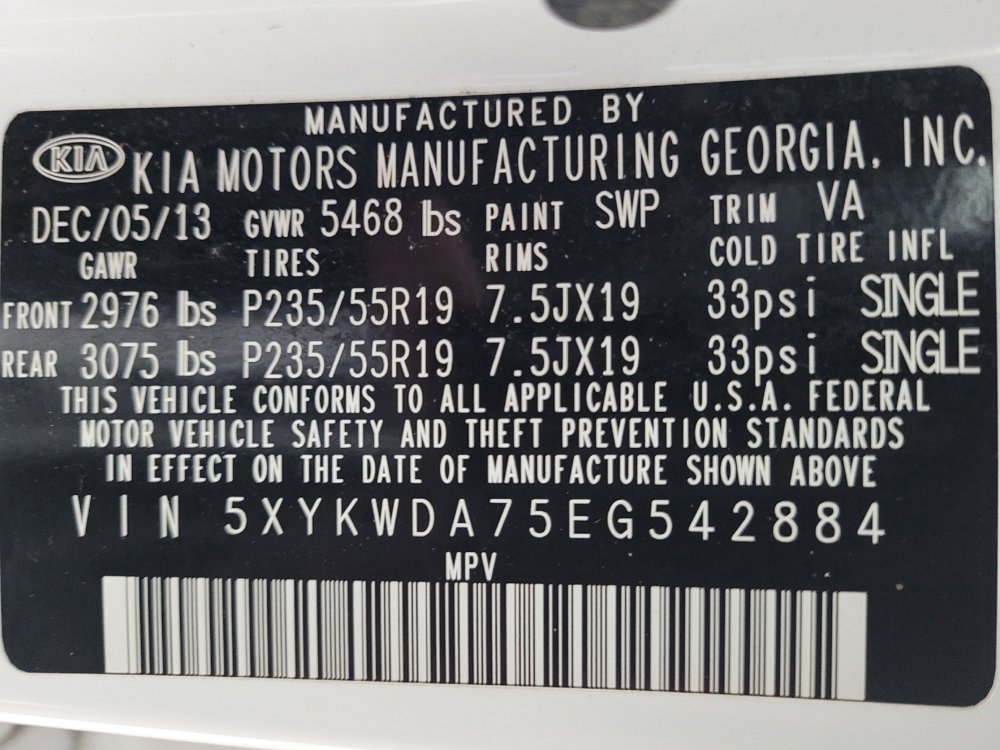 MANUFACTURED BY
KIA KIA MOTORS MANUFACTURING GEORGIA, INC.
DEC/05/13 GVWR 5468 lbs PAINT SWP TRIM VA
GAWR TIRES RIMS COLD TIRE INFL
FRONT 2976 lbs P235/55R19 7.5JX19 33psi SINGLE
REAR 3075 lbs P235/55R19 7.5JX19 33psi SINGLE
THIS VEHICLE CONFORMS TO ALL APPLICABLE U.S.A. FEDERAL
MOTOR VEHICLE SAFETY AND THEFT PREVENTION STANDARDS
IN EFFECT ON THE DATE OF MANUFACTURE SHOWN ABOVE
VIN 5XYKWDA75EG542884
MPV